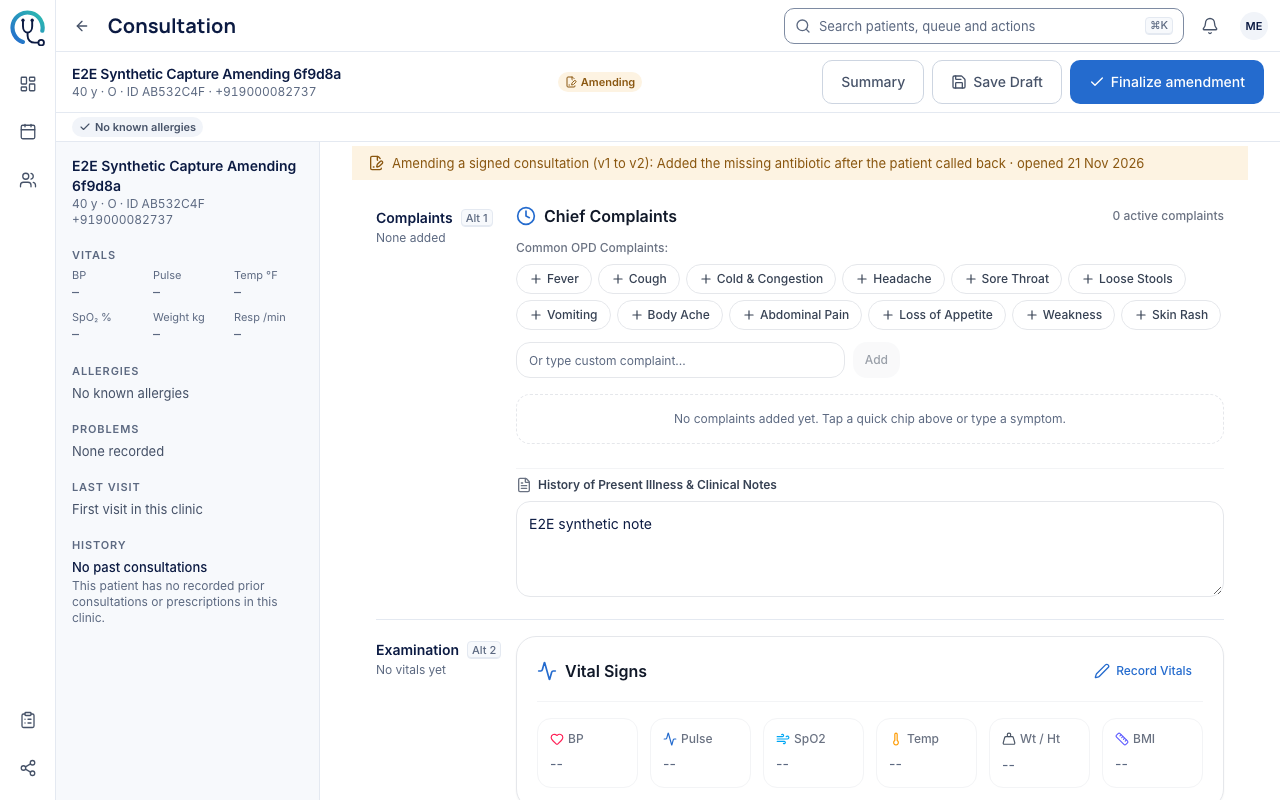 Consultation
Search patients, queue and actions
⌘K
ME
E2E Synthetic Capture Amending 6f9d8a
40 y · O · ID AB532C4F · +919000082737
Amending
Summary
Save Draft
Finalize amendment
No known allergies
E2E Synthetic Capture Amending
6f9d8a
40 y · O · ID AB532C4F
+919000082737
VITALS
BP
Pulse
Temp °F
–
–
–
SpO₂ %
Weight kg
Resp /min
–
–
–
ALLERGIES
No known allergies
PROBLEMS
None recorded
LAST VISIT
First visit in this clinic
HISTORY
No past consultations
This patient has no recorded prior
consultations or prescriptions in this
clinic.
Amending a signed consultation (v1 to v2): Added the missing antibiotic after the patient called back · opened 21 Nov 2026
Complaints
Alt 1
None added
Chief Complaints
0 active complaints
Common OPD Complaints:
Fever
Cough
Cold & Congestion
Headache
Sore Throat
Loose Stools
Vomiting
Body Ache
Abdominal Pain
Loss of Appetite
Weakness
Skin Rash
Or type custom complaint...
Add
No complaints added yet. Tap a quick chip above or type a symptom.
History of Present Illness & Clinical Notes
E2E synthetic note
Examination
Alt 2
No vitals yet
Vital Signs
Record Vitals
BP
--
Pulse
--
SpO2
--
Temp
--
Wt / Ht
--
BMI
--